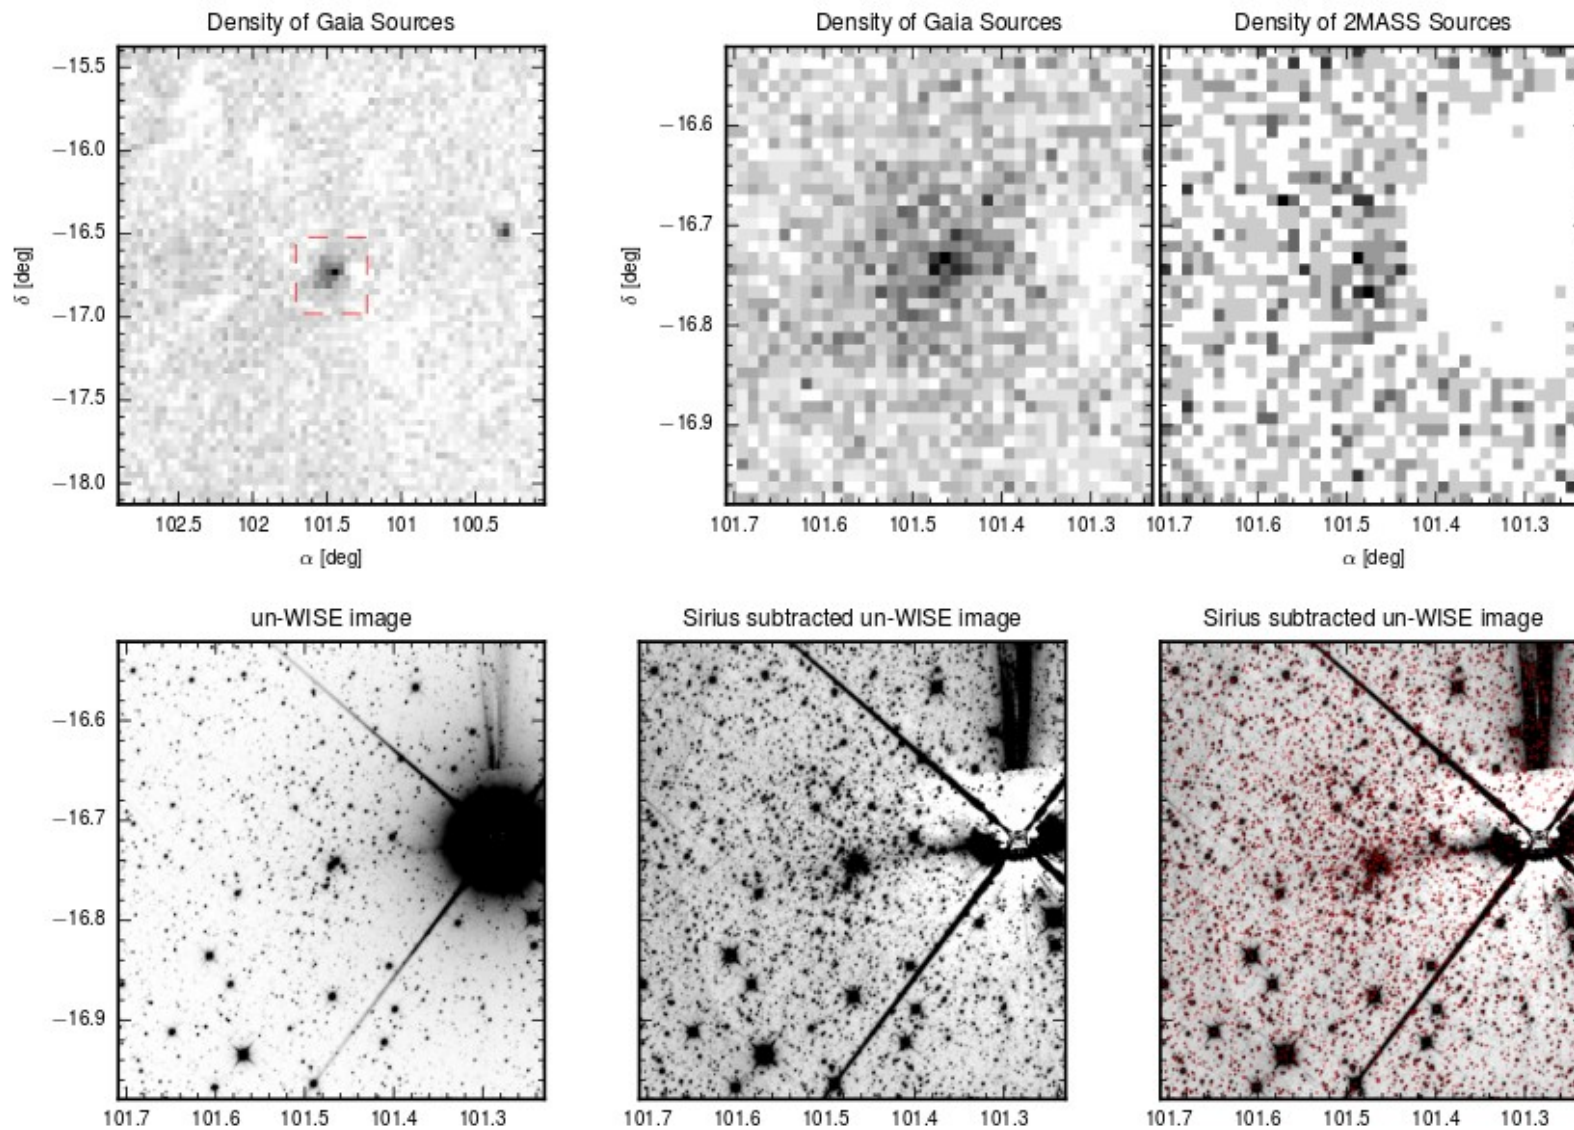 Density of Gaia Sources
Density of Gaia Sources
Density of 2MASS Sources
δ [deg]
−15.5
−16.0
−16.5
−17.0
−17.5
−18.0
102.5 102 101.5 101 100.5
α [deg]
δ [deg]
−16.6
−16.7
−16.8
−16.9
101.7 101.6 101.5 101.4 101.3
101.7 101.6 101.5 101.4 101.3
α [deg]
un-WISE image
Sirius subtracted un-WISE image
Sirius subtracted un-WISE image
−16.6
−16.7
−16.8
−16.9
101.7 101.6 101.5 101.4 101.3
101.7 101.6 101.5 101.4 101.3
101.7 101.6 101.5 101.4 101.3